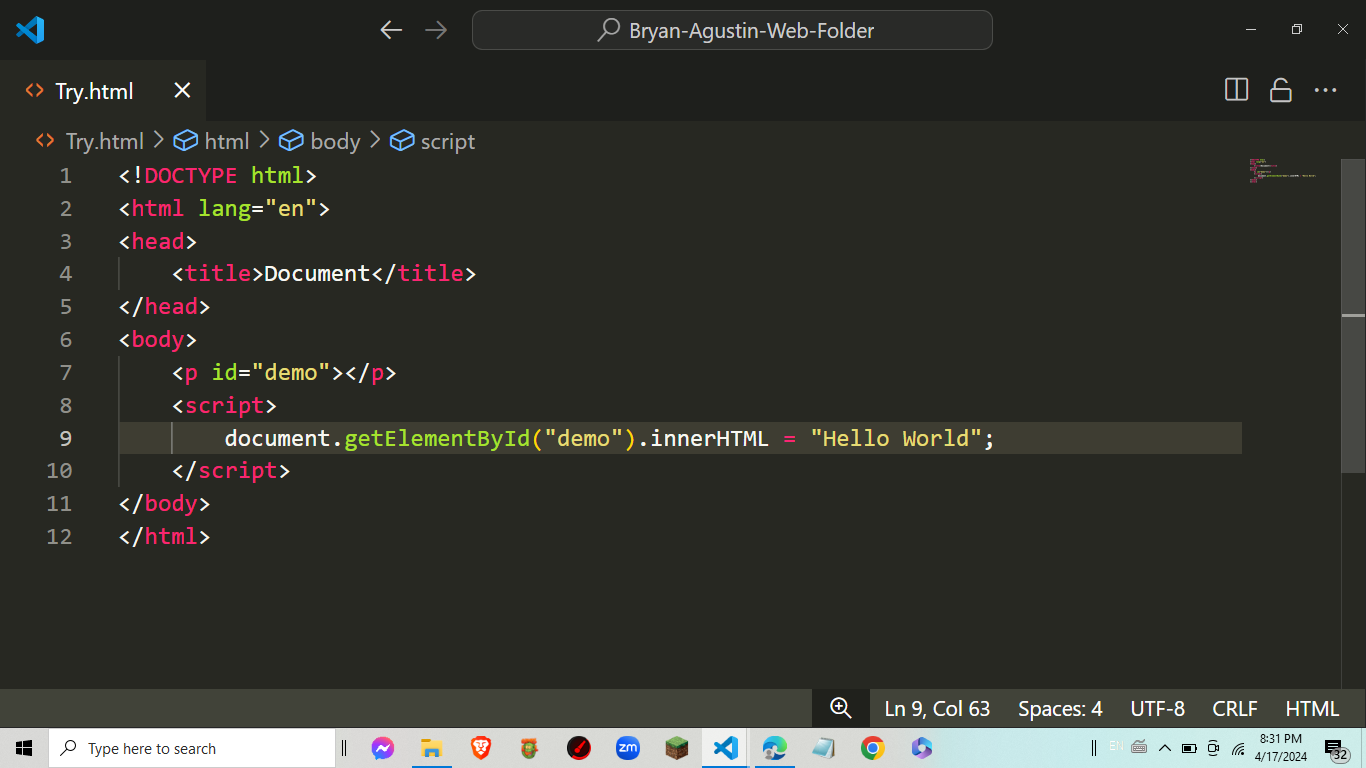 Bryan-Agustin-Web-Folder
Try.html
Try.html > html > body > script
1 <!DOCTYPE html>
2 <html lang="en">
3 <head>
4     <title>Document</title>
5 </head>
6 <body>
7     <p id="demo"></p>
8     <script>
9         document.getElementById("demo").innerHTML = "Hello World";
10     </script>
11 </body>
12 </html>
Ln 9, Col 63 Spaces: 4 UTF-8 CRLF HTML
Type here to search
zm
EN
8:31 PM
4/17/2024
32